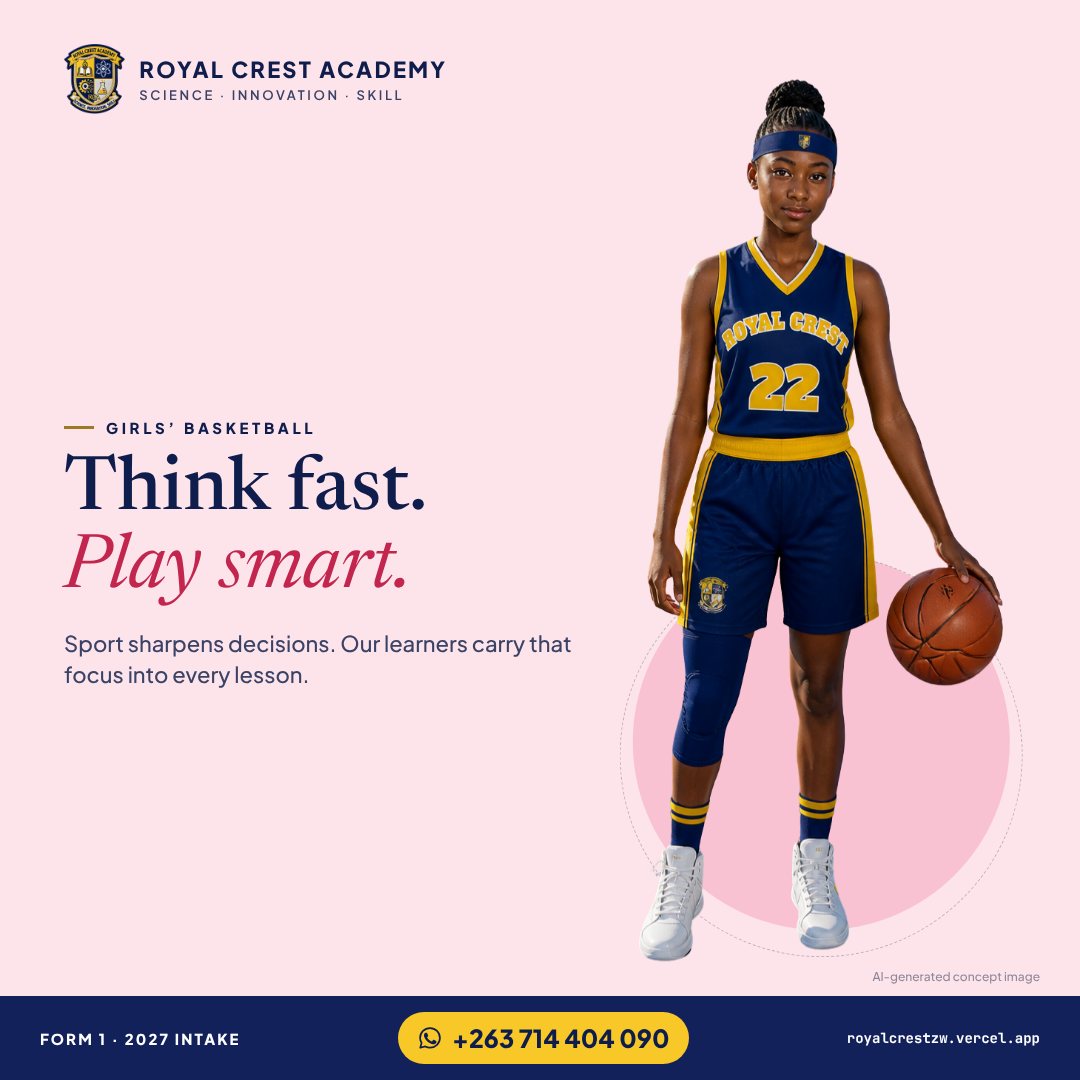 ROYAL CREST ACADEMY
SCIENCE · INNOVATION · SKILL
ROYAL CREST
22
GIRLS’ BASKETBALL
Think fast.
Play smart.
Sport sharpens decisions. Our learners carry that
focus into every lesson.
AI-generated concept image
FORM 1 · 2027 INTAKE
+263 714 404 090
royalcrestzw.vercel.app